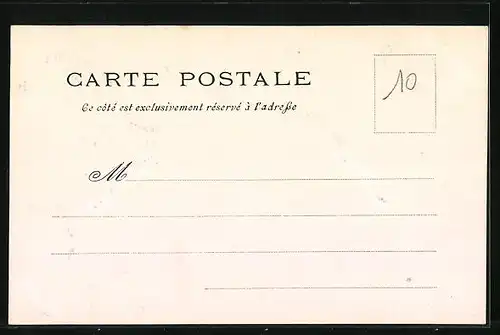 CARTE POSTALE
10
Ce côté est exclusivement réservé à l'adreße
M